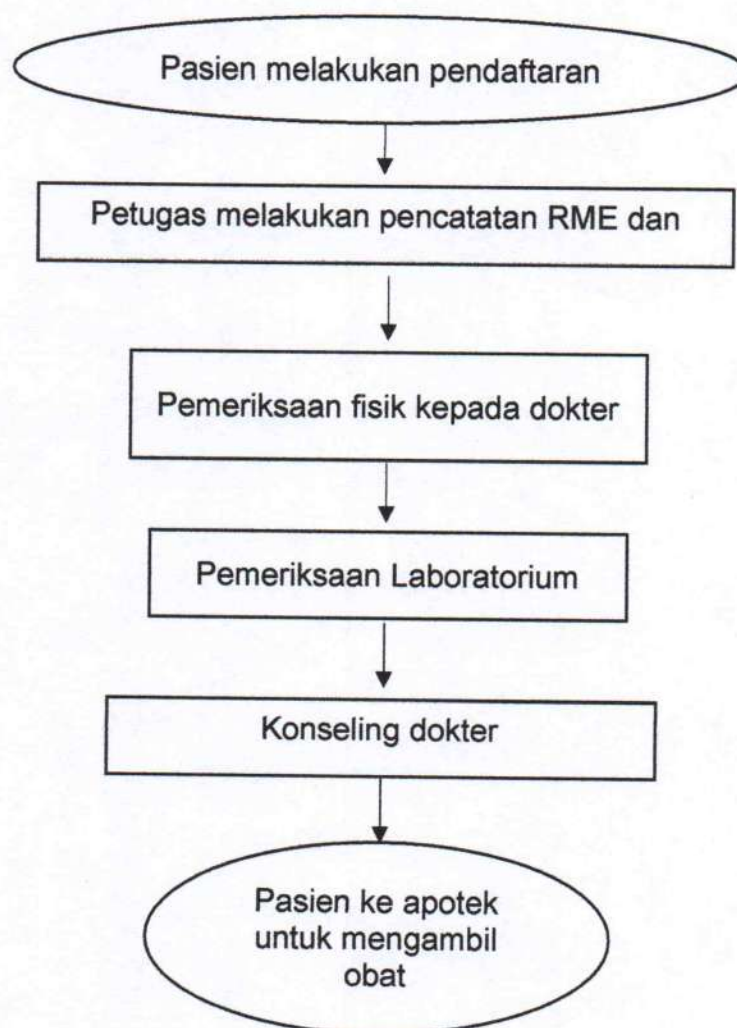 Pasien melakukan pendaftaran
Petugas melakukan pencatatan RME dan
Pemeriksaan fisik kepada dokter
Pemeriksaan Laboratorium
Konseling dokter
Pasien ke apotek
untuk mengambil
obat